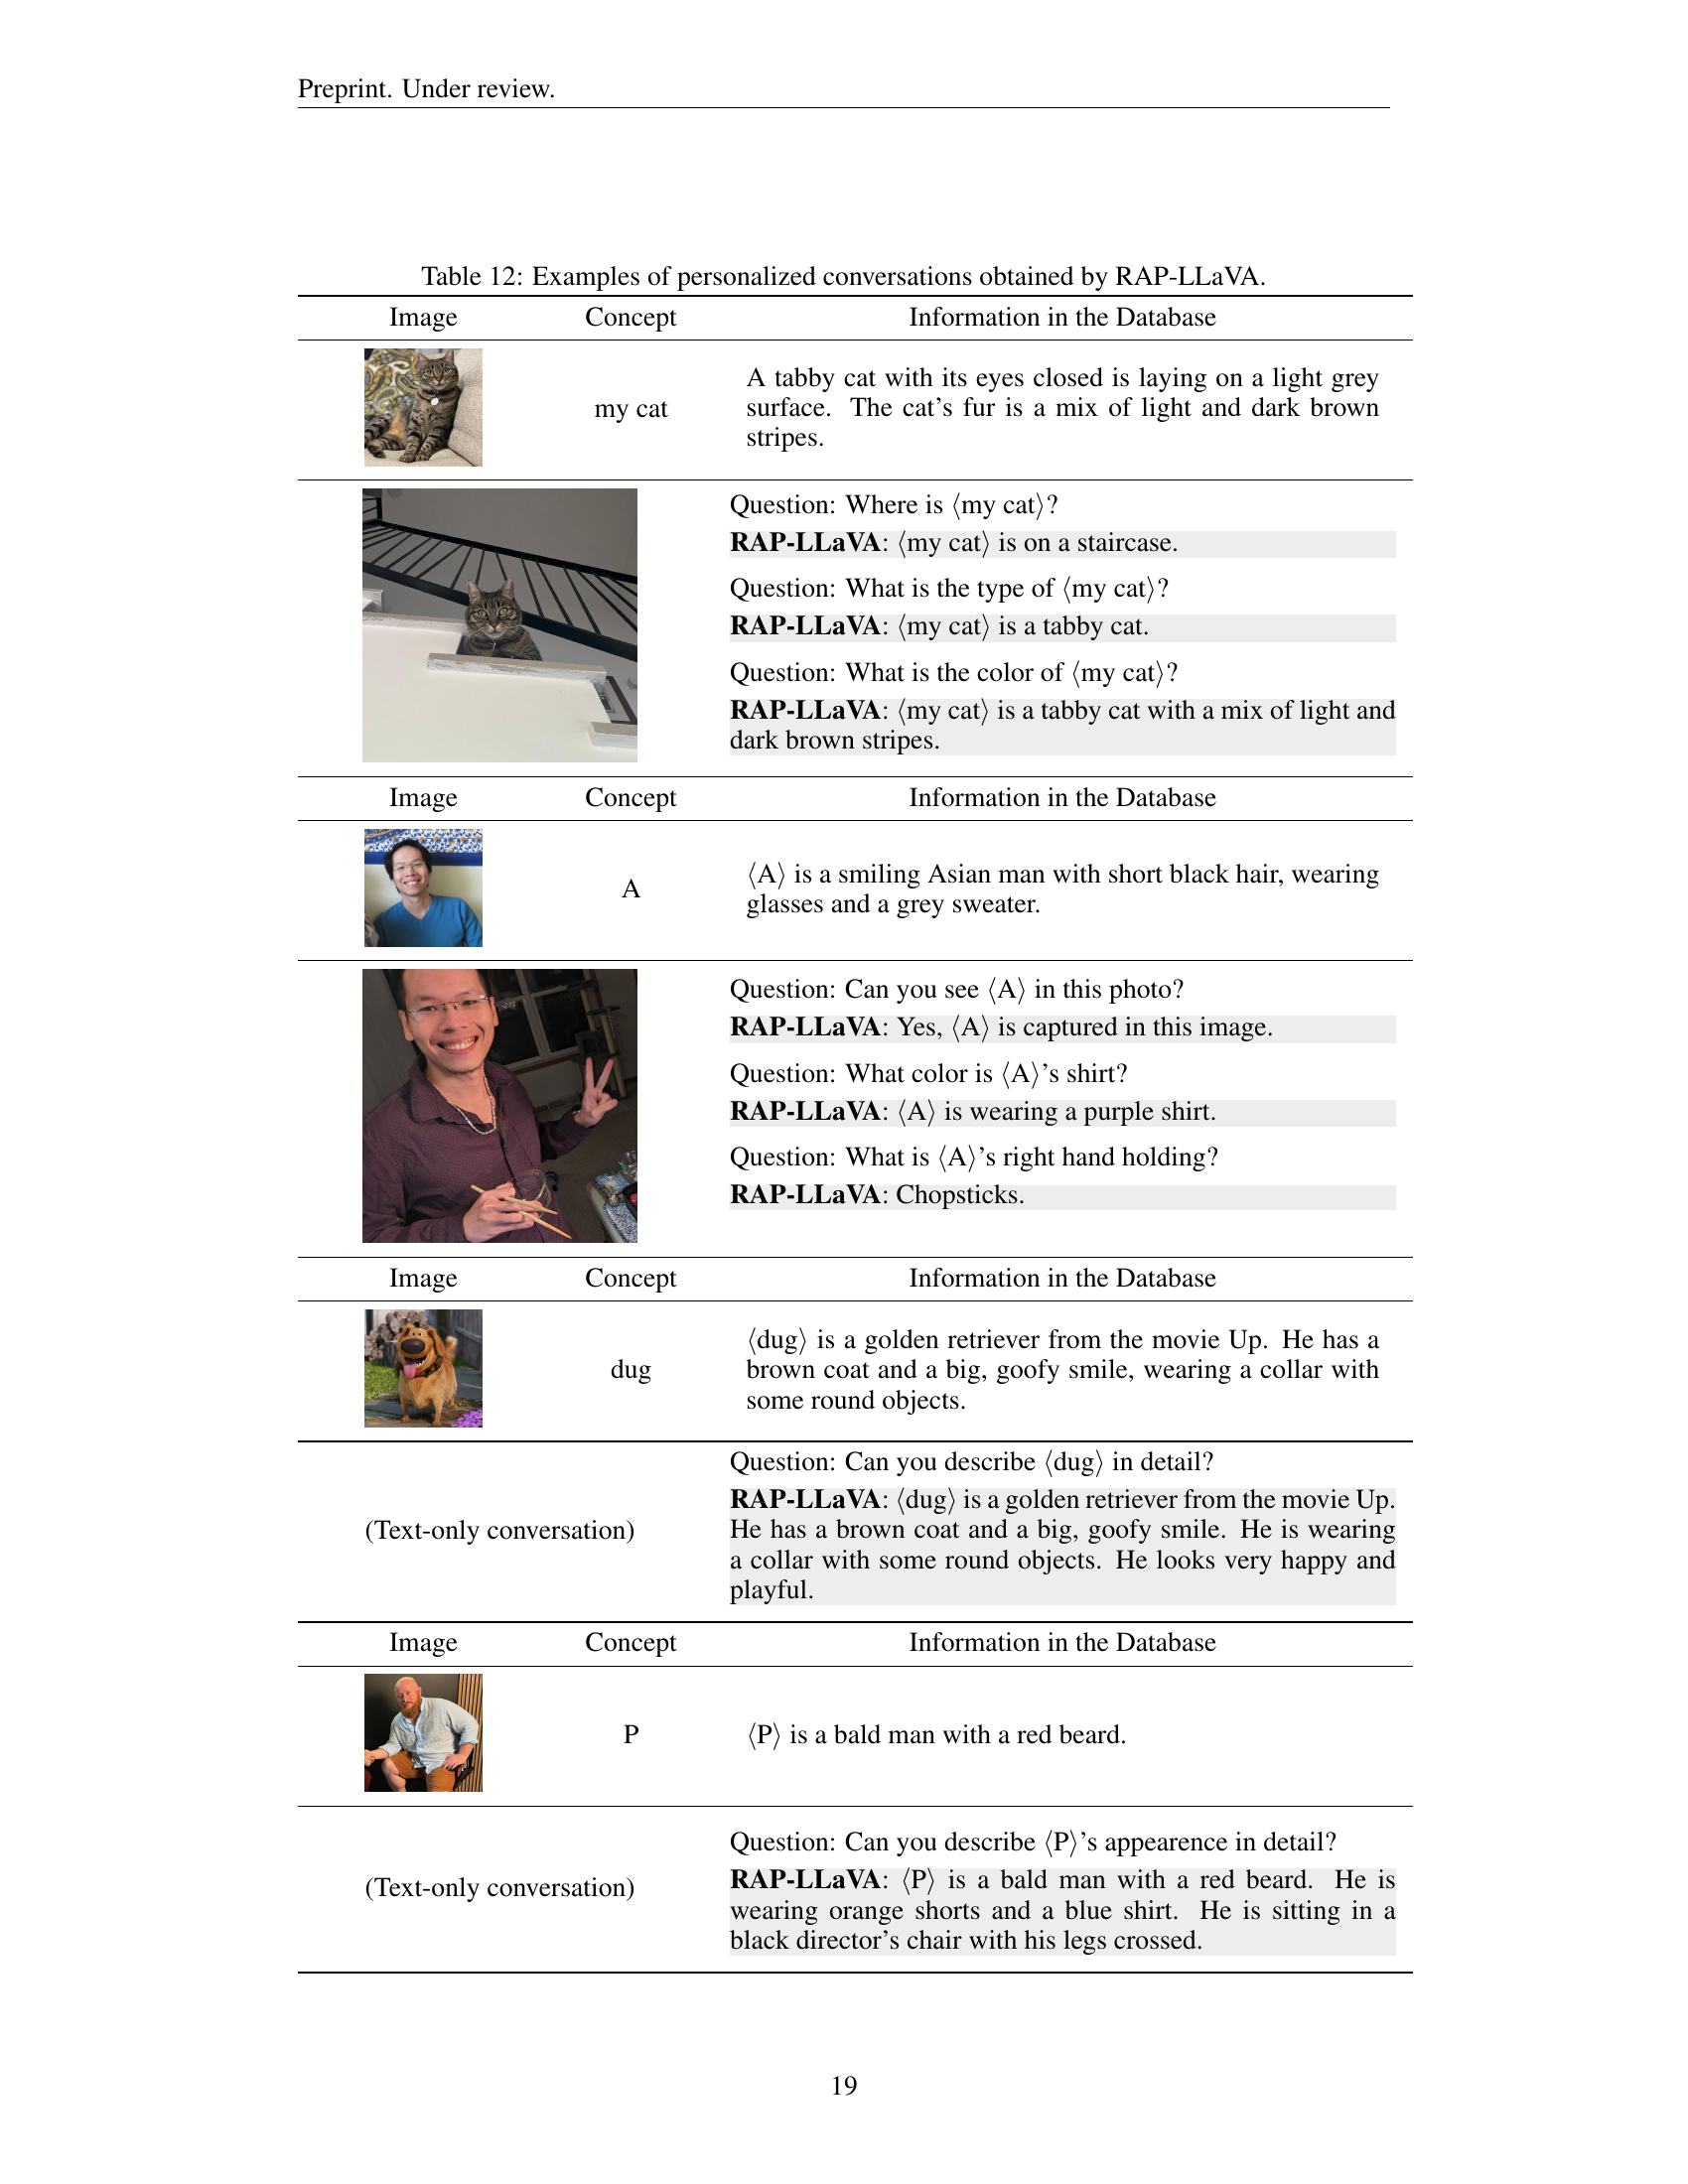 Preprint. Under review.
Table 12: Examples of personalized conversations obtained by RAP-LLaVA.
Image Concept Information in the Database
my cat
A tabby cat with its eyes closed is laying on a light grey
surface. The cat's fur is a mix of light and dark brown
stripes.
Question: Where is ⟨my cat⟩?
RAP-LLaVA: ⟨my cat⟩ is on a staircase.
Question: What is the type of ⟨my cat⟩?
RAP-LLaVA: ⟨my cat⟩ is a tabby cat.
Question: What is the color of ⟨my cat⟩?
RAP-LLaVA: ⟨my cat⟩ is a tabby cat with a mix of light and
dark brown stripes.
Image Concept Information in the Database
A
⟨A⟩ is a smiling Asian man with short black hair, wearing
glasses and a grey sweater.
Question: Can you see ⟨A⟩ in this photo?
RAP-LLaVA: Yes, ⟨A⟩ is captured in this image.
Question: What color is ⟨A⟩'s shirt?
RAP-LLaVA: ⟨A⟩ is wearing a purple shirt.
Question: What is ⟨A⟩'s right hand holding?
RAP-LLaVA: Chopsticks.
Image Concept Information in the Database
dug
⟨dug⟩ is a golden retriever from the movie Up. He has a
brown coat and a big, goofy smile, wearing a collar with
some round objects.
(Text-only conversation)
Question: Can you describe ⟨dug⟩ in detail?
RAP-LLaVA: ⟨dug⟩ is a golden retriever from the movie Up.
He has a brown coat and a big, goofy smile. He is wearing
a collar with some round objects. He looks very happy and
playful.
Image Concept Information in the Database
P
⟨P⟩ is a bald man with a red beard.
(Text-only conversation)
Question: Can you describe ⟨P⟩'s appearence in detail?
RAP-LLaVA: ⟨P⟩ is a bald man with a red beard. He is
wearing orange shorts and a blue shirt. He is sitting in a
black director's chair with his legs crossed.
19